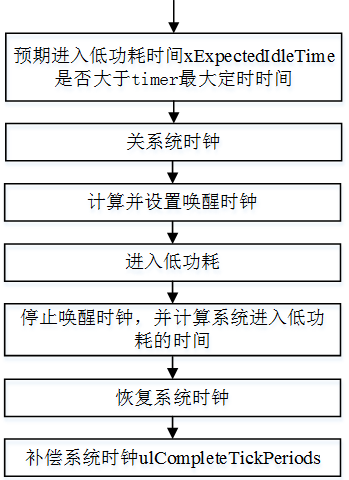 预期进入低功耗时间xExpectedIdleTime
是否大于timer最大定时时间
关系统时钟
计算并设置唤醒时钟
进入低功耗
停止唤醒时钟，并计算系统进入低功
耗的时间
恢复系统时钟
补偿系统时钟ulCompleteTickPeriods